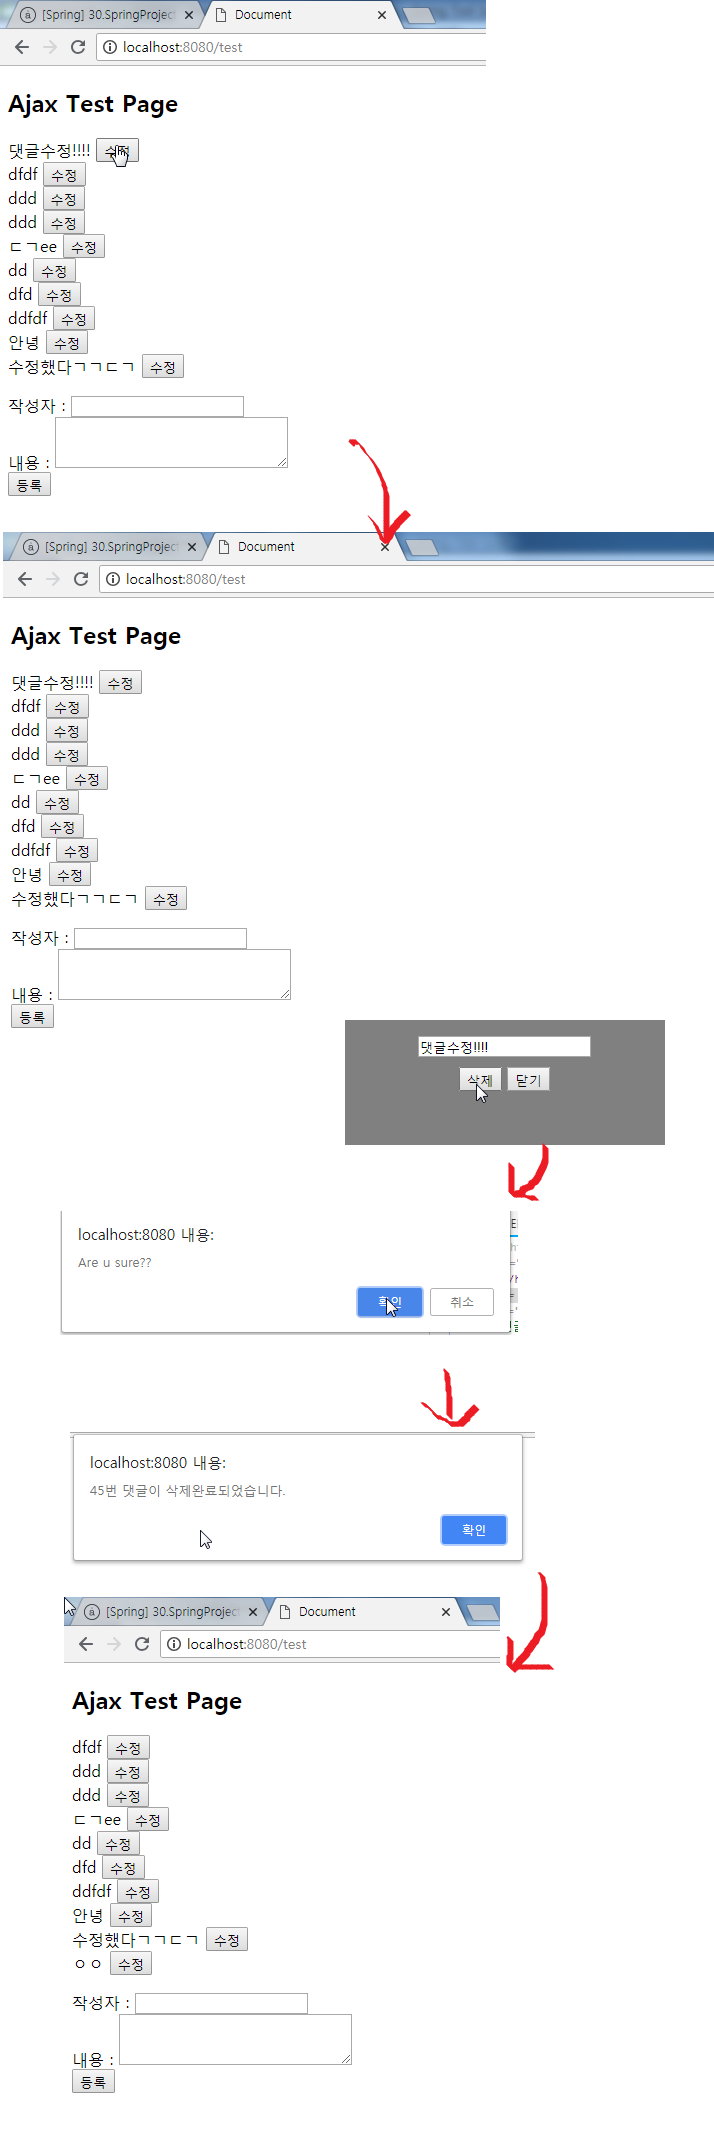 [Spring] 30.SpringProject Document
localhost:8080/test
Ajax Test Page
댓글수정!!!! 수정
dfdf 수정
ddd 수정
ddd 수정
ㄷㄱee 수정
dd 수정
dfd 수정
ddfdf 수정
안녕 수정
수정했다ㄱㄱㄷㄱ 수정
작성자 :
내용 :
등록
[Spring] 30.SpringProject Document
localhost:8080/test
Ajax Test Page
댓글수정!!!! 수정
dfdf 수정
ddd 수정
ddd 수정
ㄷㄱee 수정
dd 수정
dfd 수정
ddfdf 수정
안녕 수정
수정했다ㄱㄱㄷㄱ 수정
작성자 :
내용 :
등록
댓글수정!!!!
삭제 닫기
localhost:8080 내용:
Are u sure??
확인 취소
localhost:8080 내용:
45번 댓글이 삭제완료되었습니다.
확인
[Spring] 30.SpringProject Document
localhost:8080/test
Ajax Test Page
dfdf 수정
ddd 수정
ddd 수정
ㄷㄱee 수정
dd 수정
dfd 수정
ddfdf 수정
안녕 수정
수정했다ㄱㄱㄷㄱ 수정
ㅇㅇ 수정
작성자 :
내용 :
등록